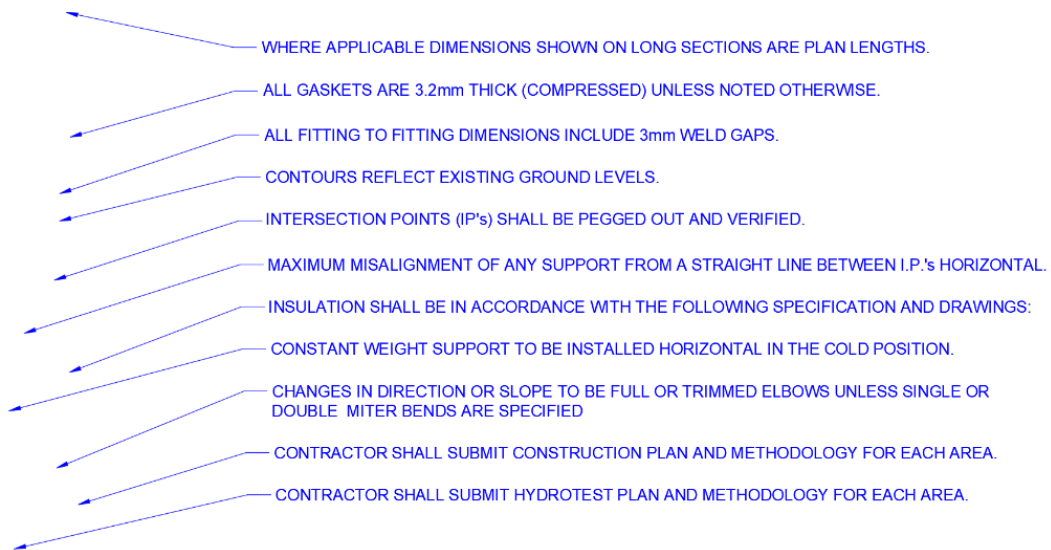 WHERE APPLICABLE DIMENSIONS SHOWN ON LONG SECTIONS ARE PLAN LENGTHS.
ALL GASKETS ARE 3.2mm THICK (COMPRESSED) UNLESS NOTED OTHERWISE.
ALL FITTING TO FITTING DIMENSIONS INCLUDE 3mm WELD GAPS.
CONTOURS REFLECT EXISTING GROUND LEVELS.
INTERSECTION POINTS (IP's) SHALL BE PEGGED OUT AND VERIFIED.
MAXIMUM MISALIGNMENT OF ANY SUPPORT FROM A STRAIGHT LINE BETWEEN I.P.'s HORIZONTAL.
INSULATION SHALL BE IN ACCORDANCE WITH THE FOLLOWING SPECIFICATION AND DRAWINGS:
CONSTANT WEIGHT SUPPORT TO BE INSTALLED HORIZONTAL IN THE COLD POSITION.
CHANGES IN DIRECTION OR SLOPE TO BE FULL OR TRIMMED ELBOWS UNLESS SINGLE OR
DOUBLE  MITER BENDS ARE SPECIFIED
CONTRACTOR SHALL SUBMIT CONSTRUCTION PLAN AND METHODOLOGY FOR EACH AREA.
CONTRACTOR SHALL SUBMIT HYDROTEST PLAN AND METHODOLOGY FOR EACH AREA.